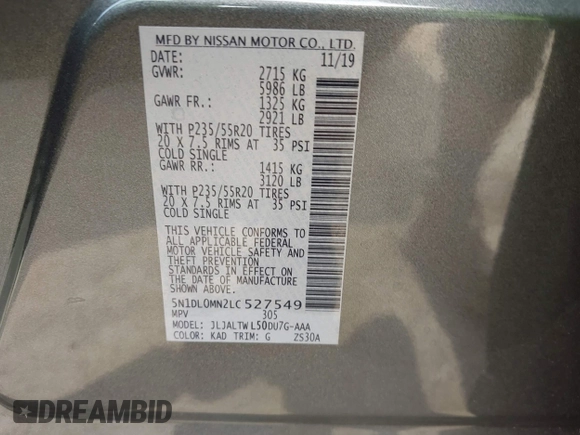 MFD BY NISSAN MOTOR CO., LTD.
DATE: 11/19
GVWR: 2715 KG
5986 LB
GAWR FR.: 1325 KG
2921 LB
WITH P235/55R20 TIRES
20 X 7.5 RIMS AT 35 PSI
COLD SINGLE
GAWR RR.: 1415 KG
3120 LB
WITH P235/55R20 TIRES
20 X 7.5 RIMS AT 35 PSI
COLD SINGLE
THIS VEHICLE CONFORMS TO
ALL APPLICABLE FEDERAL
MOTOR VEHICLE SAFETY
AND THEFT PREVENTION
STANDARDS IN EFFECT ON
THE DATE OF MANUFACTURE
SHOWN ABOVE.
5N1DL0MN2LC527549
MPV 305
MODEL: JLJALTWL50DU7G-AAA
COLOR: KAD TRIM: G ZS30A
DREAMBID